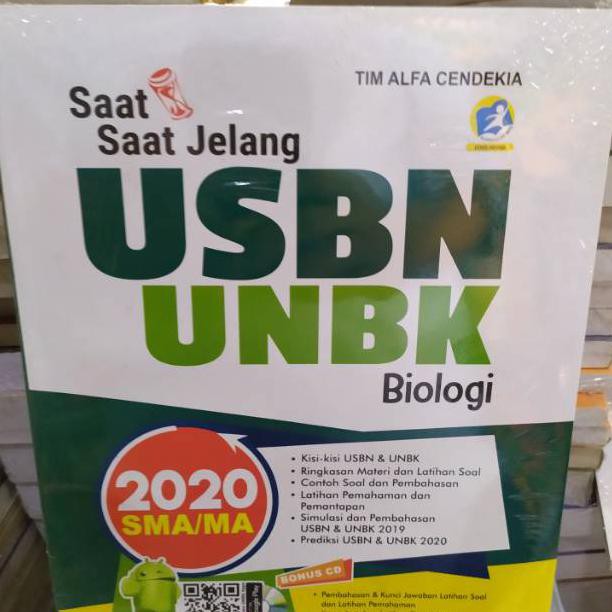 TIM ALFA CENDEKIA
Saat
Saat Jelang
USBN
UNBK
Biologi
2020
SMA/MA
• Kisi-kisi USBN & UNBK
• Ringkasan Materi dan Latihan Soal
• Contoh Soal dan Pembahasan
• Latihan Pemahaman dan
Pemantapan
• Simulasi dan Pembahasan
USBN & UNBK 2019
• Prediksi USBN & UNBK 2020
BONUS CD
• Pembahasan & Kunci Jawaban Latihan Soal
dan Latihan Pemahaman